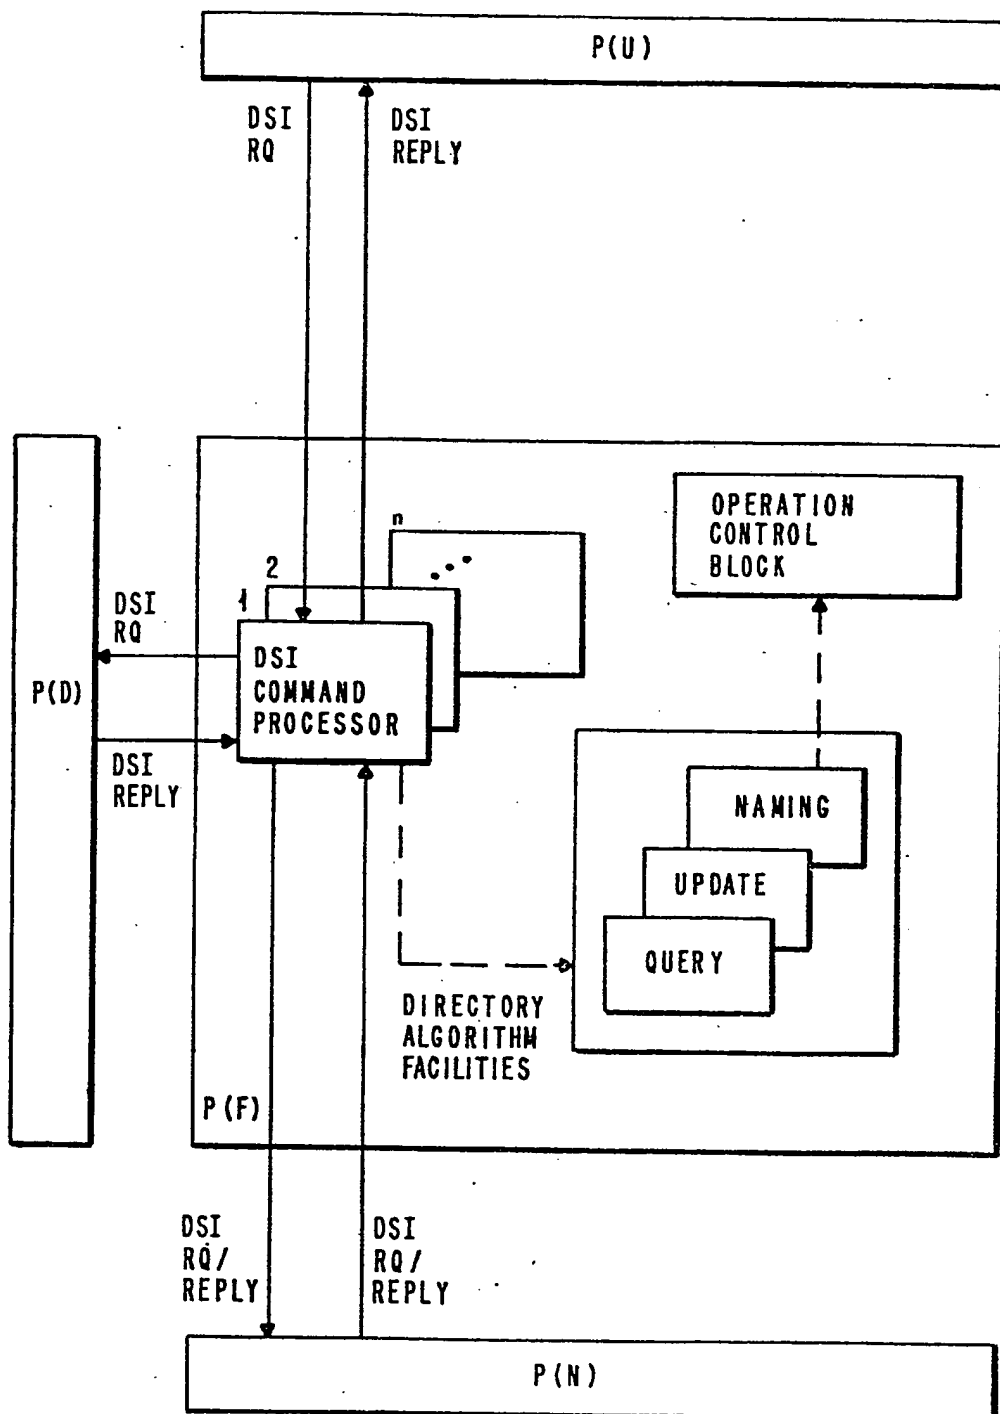 P(U)
DSI
RQ
DSI
REPLY
OPERATION
CONTROL
BLOCK
n
2
1
DSI
COMMAND
PROCESSOR
DSI
RQ
P(D)
DSI
REPLY
NAMING
UPDATE
QUERY
DIRECTORY
ALGORITHM
FACILITIES
P(F)
DSI
RQ/
REPLY
DSI
RQ/
REPLY
P(N)